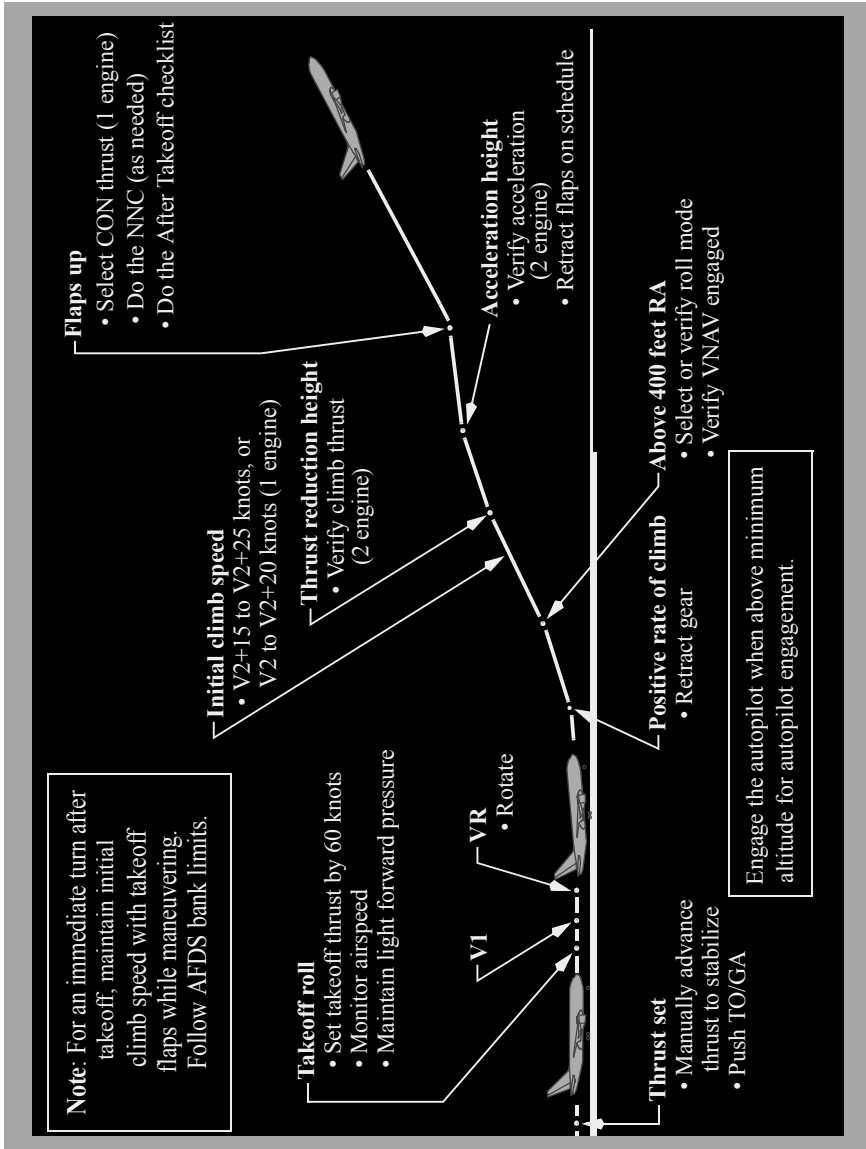 Note: For an immediate turn after
takeoff, maintain initial
climb speed with takeoff
flaps while maneuvering.
Follow AFDS bank limits.
Initial climb speed
• V2+15 to V2+25 knots, or
V2 to V2+20 knots (1 engine)
Flaps up
• Select CON thrust (1 engine)
• Do the NNC (as needed)
• Do the After Takeoff checklist
Takeoff roll
• Set takeoff thrust by 60 knots
• Monitor airspeed
• Maintain light forward pressure
Thrust reduction height
• Verify climb thrust
(2 engine)
V1
VR
• Rotate
Acceleration height
• Verify acceleration
(2 engine)
• Retract flaps on schedule
Thrust set
• Manually advance
thrust to stabilize
• Push TO/GA
Positive rate of climb
• Retract gear
Above 400 feet RA
• Select or verify roll mode
• Verify VNAV engaged
Engage the autopilot when above minimum
altitude for autopilot engagement.